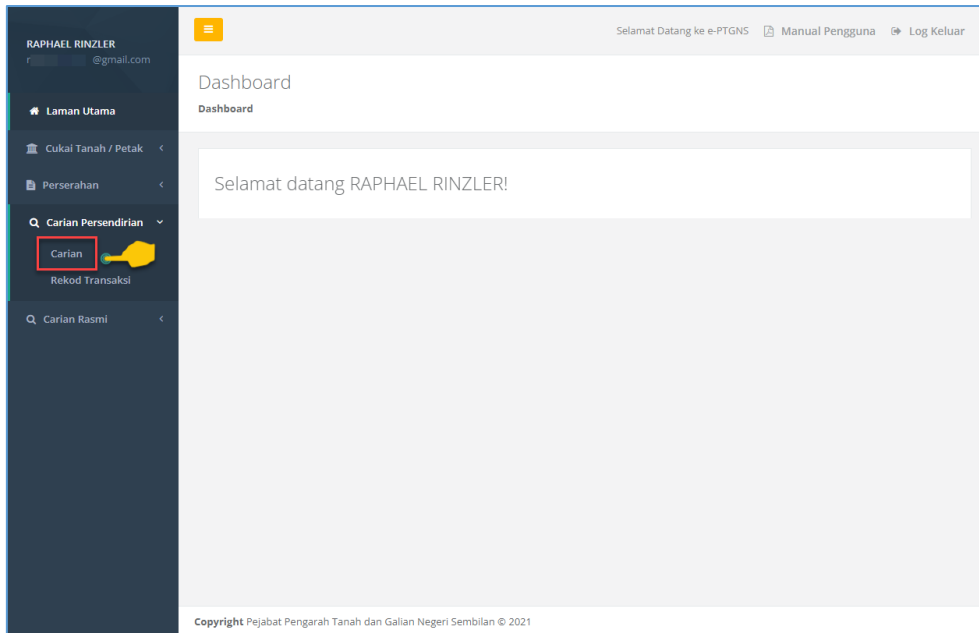 RAPHAEL RINZLER
r @gmail.com
Laman Utama
Cukai Tanah / Petak
Perserahan
Carian Persendirian
Carian
Rekod Transaksi
Carian Rasmi
Selamat Datang ke e-PTGNS Manual Pengguna Log Keluar
Dashboard
Dashboard
Selamat datang RAPHAEL RINZLER!
Copyright Pejabat Pengarah Tanah dan Galian Negeri Sembilan © 2021